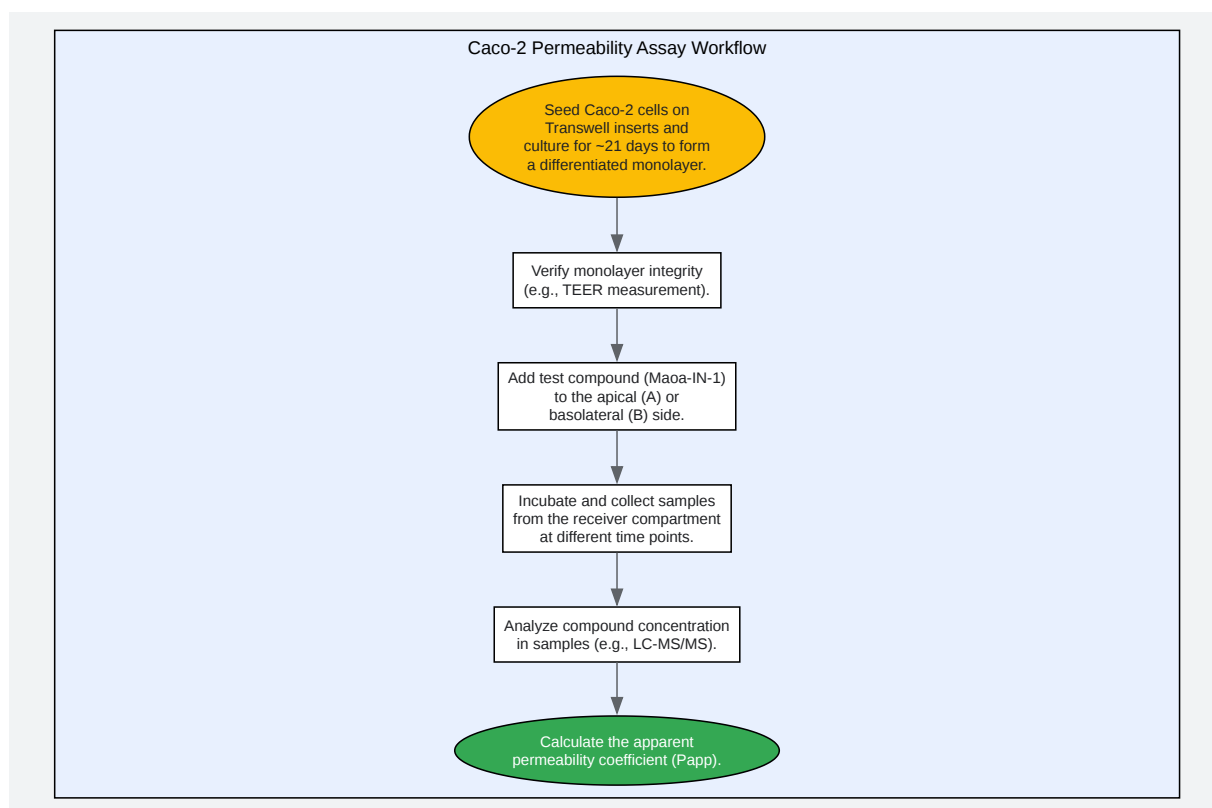 Caco-2 Permeability Assay Workflow
Seed Caco-2 cells on
Transwell inserts and
culture for ~21 days to form
a differentiated monolayer.
Verify monolayer integrity
(e.g., TEER measurement).
Add test compound (Maoa-IN-1)
to the apical (A) or
basolateral (B) side.
Incubate and collect samples
from the receiver compartment
at different time points.
Analyze compound concentration
in samples (e.g., LC-MS/MS).
Calculate the apparent
permeability coefficient (Papp).